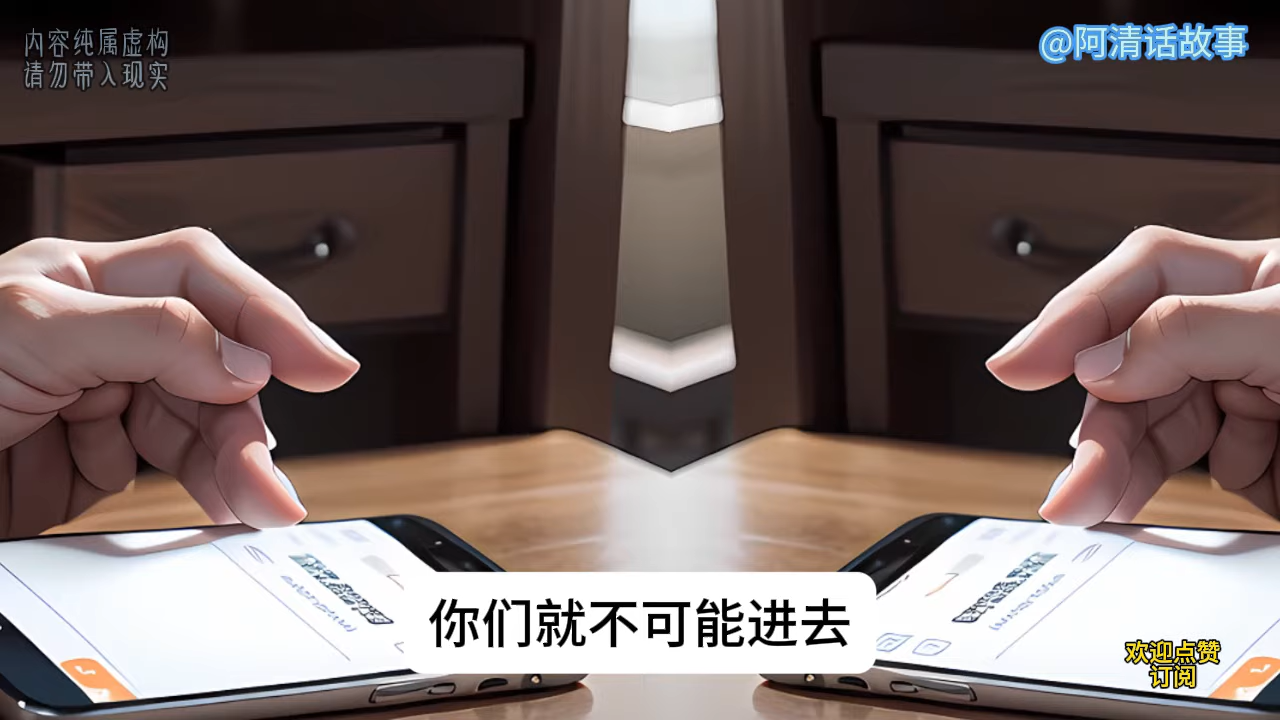 内容纯属虚构
请勿带入现实
@阿清话故事
你们就不可能进去
欢迎点赞
订阅